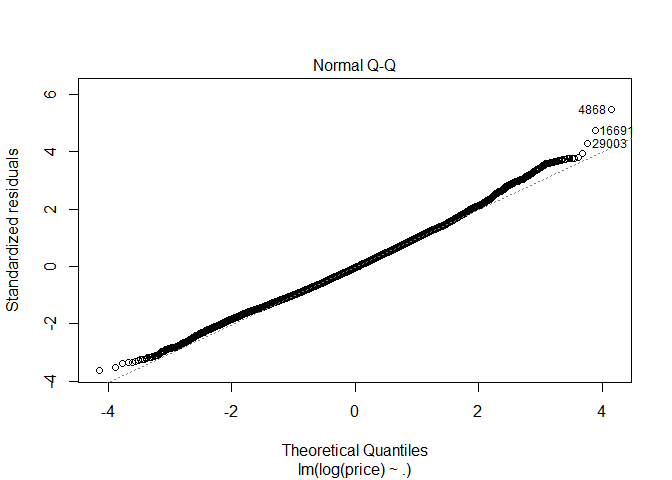 Normal Q-Q
Standardized residuals
6
4
2
0
-2
-4
4868
16691
29003
-4 -2 0 2 4
Theoretical Quantiles
lm(log(price) ~ .)